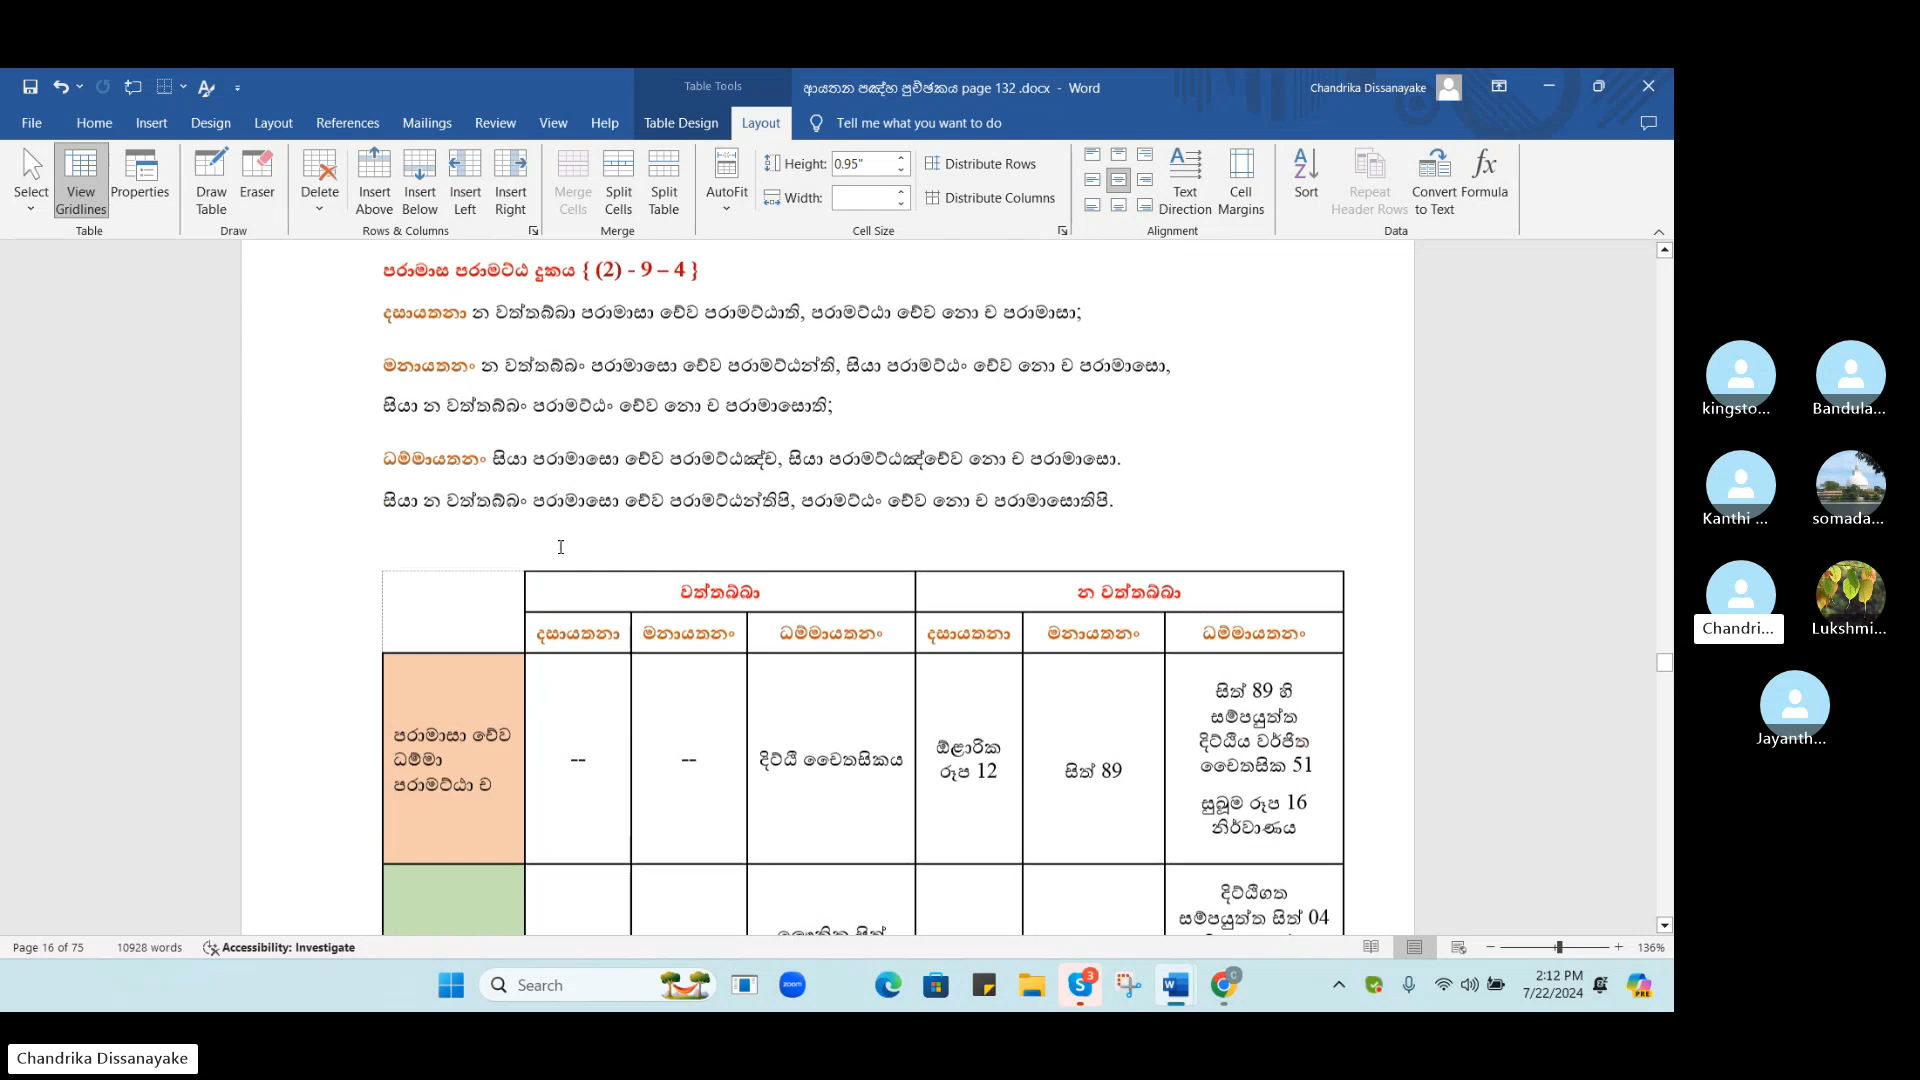 Table Tools
ආයතන පඤ්හ පුච්ඡකය page 132 .docx - Word
Chandrika Dissanayake
File Home Insert Design Layout References Mailings Review View Help Table Design Layout Tell me what you want to do
Select View Gridlines Properties Draw Table Eraser Delete Insert Above Insert Below Insert Left Insert Right Merge Cells Split Cells Split Table AutoFit
Height: 0.95" Distribute Rows
Width: Distribute Columns
Text Direction Cell Margins Sort Repeat Header Rows Convert to Text Formula
Table Draw Rows & Columns Merge Cell Size Alignment Data
පරාමාස පරාමට්ඨ දුකය { (2) - 9 – 4 }
දසායතනා න වත්තබ්බා පරාමාසා චේව පරාමට්ඨාති, පරාමට්ඨා චේව නො ච පරාමාසා;
මනායතනං න වත්තබ්බං පරාමාසො චේව පරාමට්ඨන්ති, සියා පරාමට්ඨං චේව නො ච පරාමාසො,
සියා න වත්තබ්බං පරාමට්ඨං චේව නො ච පරාමාසොති;
ධම්මායතනං සියා පරාමාසො චේව පරාමට්ඨඤ්ච, සියා පරාමට්ඨඤ්චේව නො ච පරාමාසො.
සියා න වත්තබ්බං පරාමාසො චේව පරාමට්ඨන්තිපි, පරාමට්ඨං චේව නො ච පරාමාසොතිපි.
වත්තබ්බා න වත්තබ්බා
දසායතනා මනායතනං ධම්මායතනං දසායතනා මනායතනං ධම්මායතනං
පරාමාසා චේව
ධම්මා
පරාමට්ඨා ච
-- --
දිට්ඨි චෛතසිකය
ඕළාරික
රූප 12
සිත් 89
සිත් 89 හි
සම්පයුත්ත
දිට්ඨිය වර්ජිත
චෛතසික 51
සුඛූම රූප 16
නිර්වාණය
දිට්ඨිගත
සම්පයුත්ත සිත් 04
Page 16 of 75 10928 words Accessibility: Investigate 136%
Search zoom
2:12 PM
7/22/2024
kingsto... Bandula...
Kanthi ... somada...
Chandri... Lukshmi...
Jayanth...
Chandrika Dissanayake